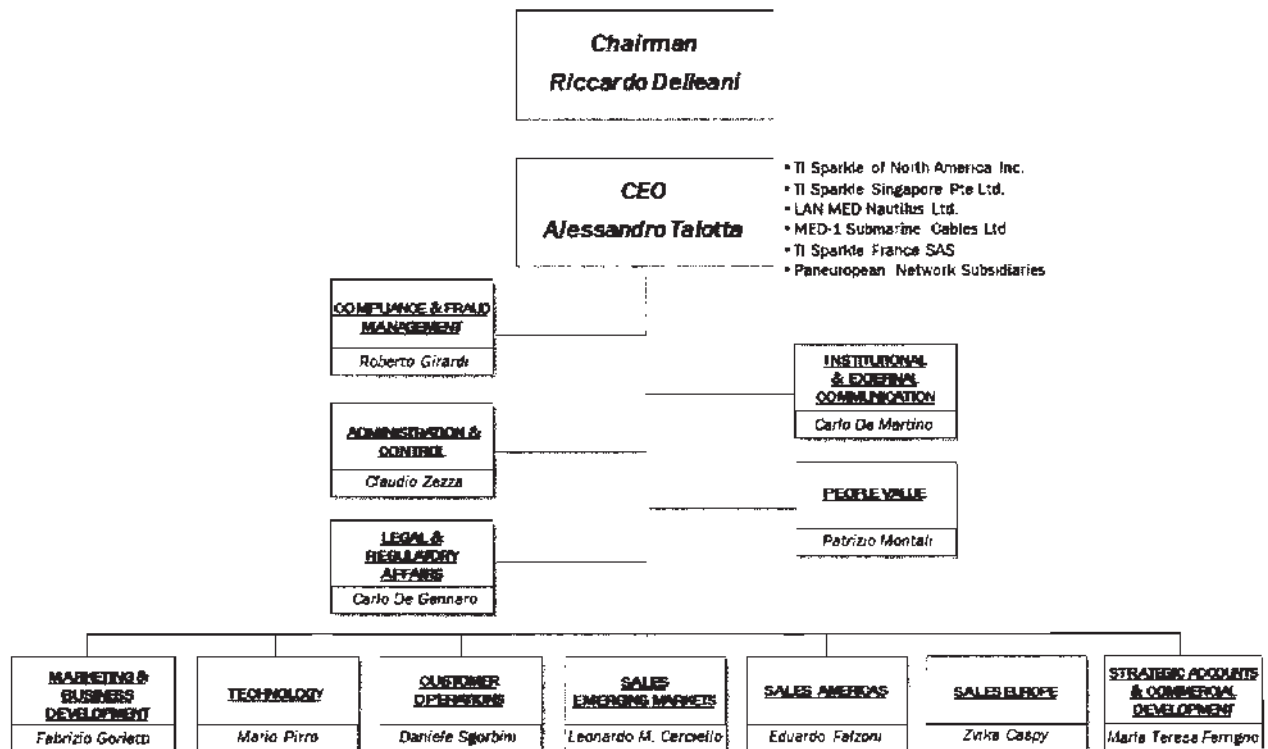 Chairman
Riccardo Delleani
CEO
Alessandro Talotta
• TI Sparkle of North America Inc.
• TI Sparkle Singapore Pte Ltd.
• LAN MED Nautilus Ltd.
• MED-1 Submarine Cables Ltd
• TI Sparkle France SAS
• Paneuropean Network Subsidiaries
COMPLIANCE & FRAUD
MANAGEMENT
Roberto Girardi
INSTITUTIONAL
& EXTERNAL
COMMUNICATION
Carlo De Martino
ADMINISTRATION &
CONTROL
Claudio Zezza
PEOPLE VALUE
Patrizio Montali
LEGAL &
REGULATORY
AFFAIRS
Carlo De Gennaro
MARKETING &
BUSINESS
DEVELOPMENT
Fabrizio Gorietti
TECHNOLOGY
Mario Pirro
CUSTOMER
OPERATIONS
Daniele Sgorbini
SALES
EMERGING MARKETS
Leonardo M. Cerciello
SALES AMERICAS
Eduardo Falzoni
SALES EUROPE
Zivka Caspy
STRATEGIC ACCOUNTS
& COMMERCIAL
DEVELOPMENT
Maria Teresa Ferrigno